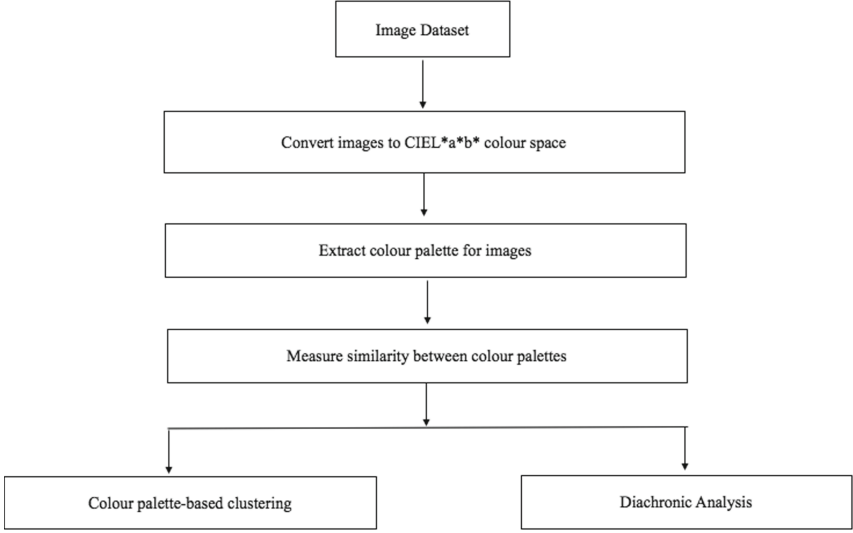 Image Dataset
Convert images to CIEL*a*b* colour space
Extract colour palette for images
Measure similarity between colour palettes
Colour palette-based clustering
Diachronic Analysis